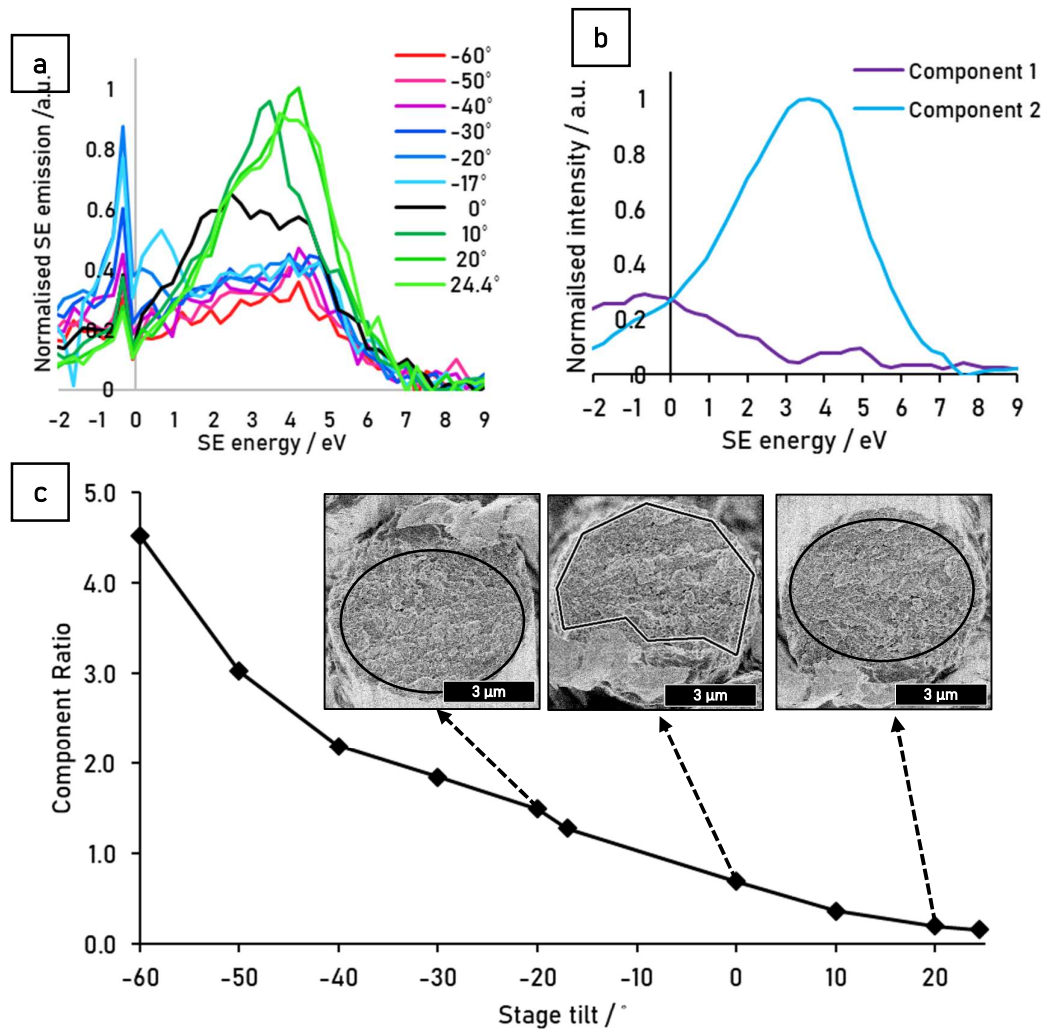 a
Normalised SE emission /a.u.
1
0.8
0.6
0.4
0.2
0
-2 -1 0 1 2 3 4 5 6 7 8 9
SE energy / eV
-60°
-50°
-40°
-30°
-20°
-17°
0°
10°
20°
24.4°
b
Normailsed intensity / a.u.
1
0.8
0.6
0.4
0.2
0
-2 -1 0 1 2 3 4 5 6 7 8 9
SE energy / eV
Component 1
Component 2
c
Component Ratio
5.0
4.0
3.0
2.0
1.0
0.0
-60 -50 -40 -30 -20 -10 0 10 20
Stage tilt / °
3 µm
3 µm
3 µm